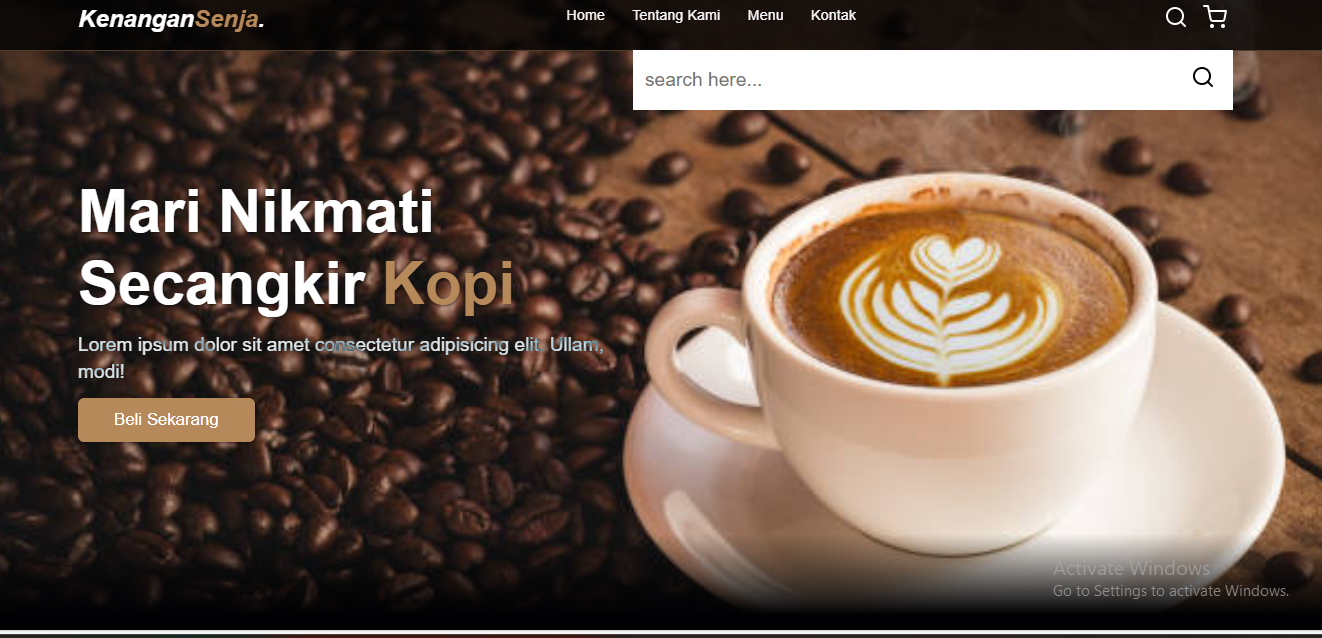 KenanganSenja.
Home Tentang Kami Menu Kontak
search here...
Mari Nikmati
Secangkir Kopi
Lorem ipsum dolor sit amet consectetur adipisicing elit. Ullam,
modi!
Beli Sekarang
Activate Windows
Go to Settings to activate Windows.